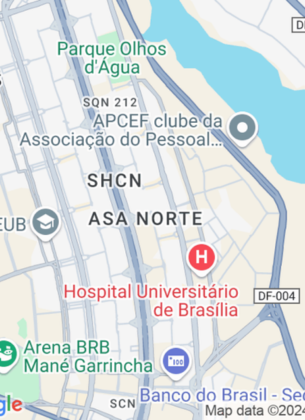 D
Parque Olhos
d'Água
S
SQN 212
APCEF clube da
Associação do Pessoal...
SHCN
ASA NORTE
EUB
H
Hospital Universitário
de Brasília
DF-004
Arena BRB
Mané Garrincha
100
Banco do Brasil - Se
gle
SCN
Map data ©202